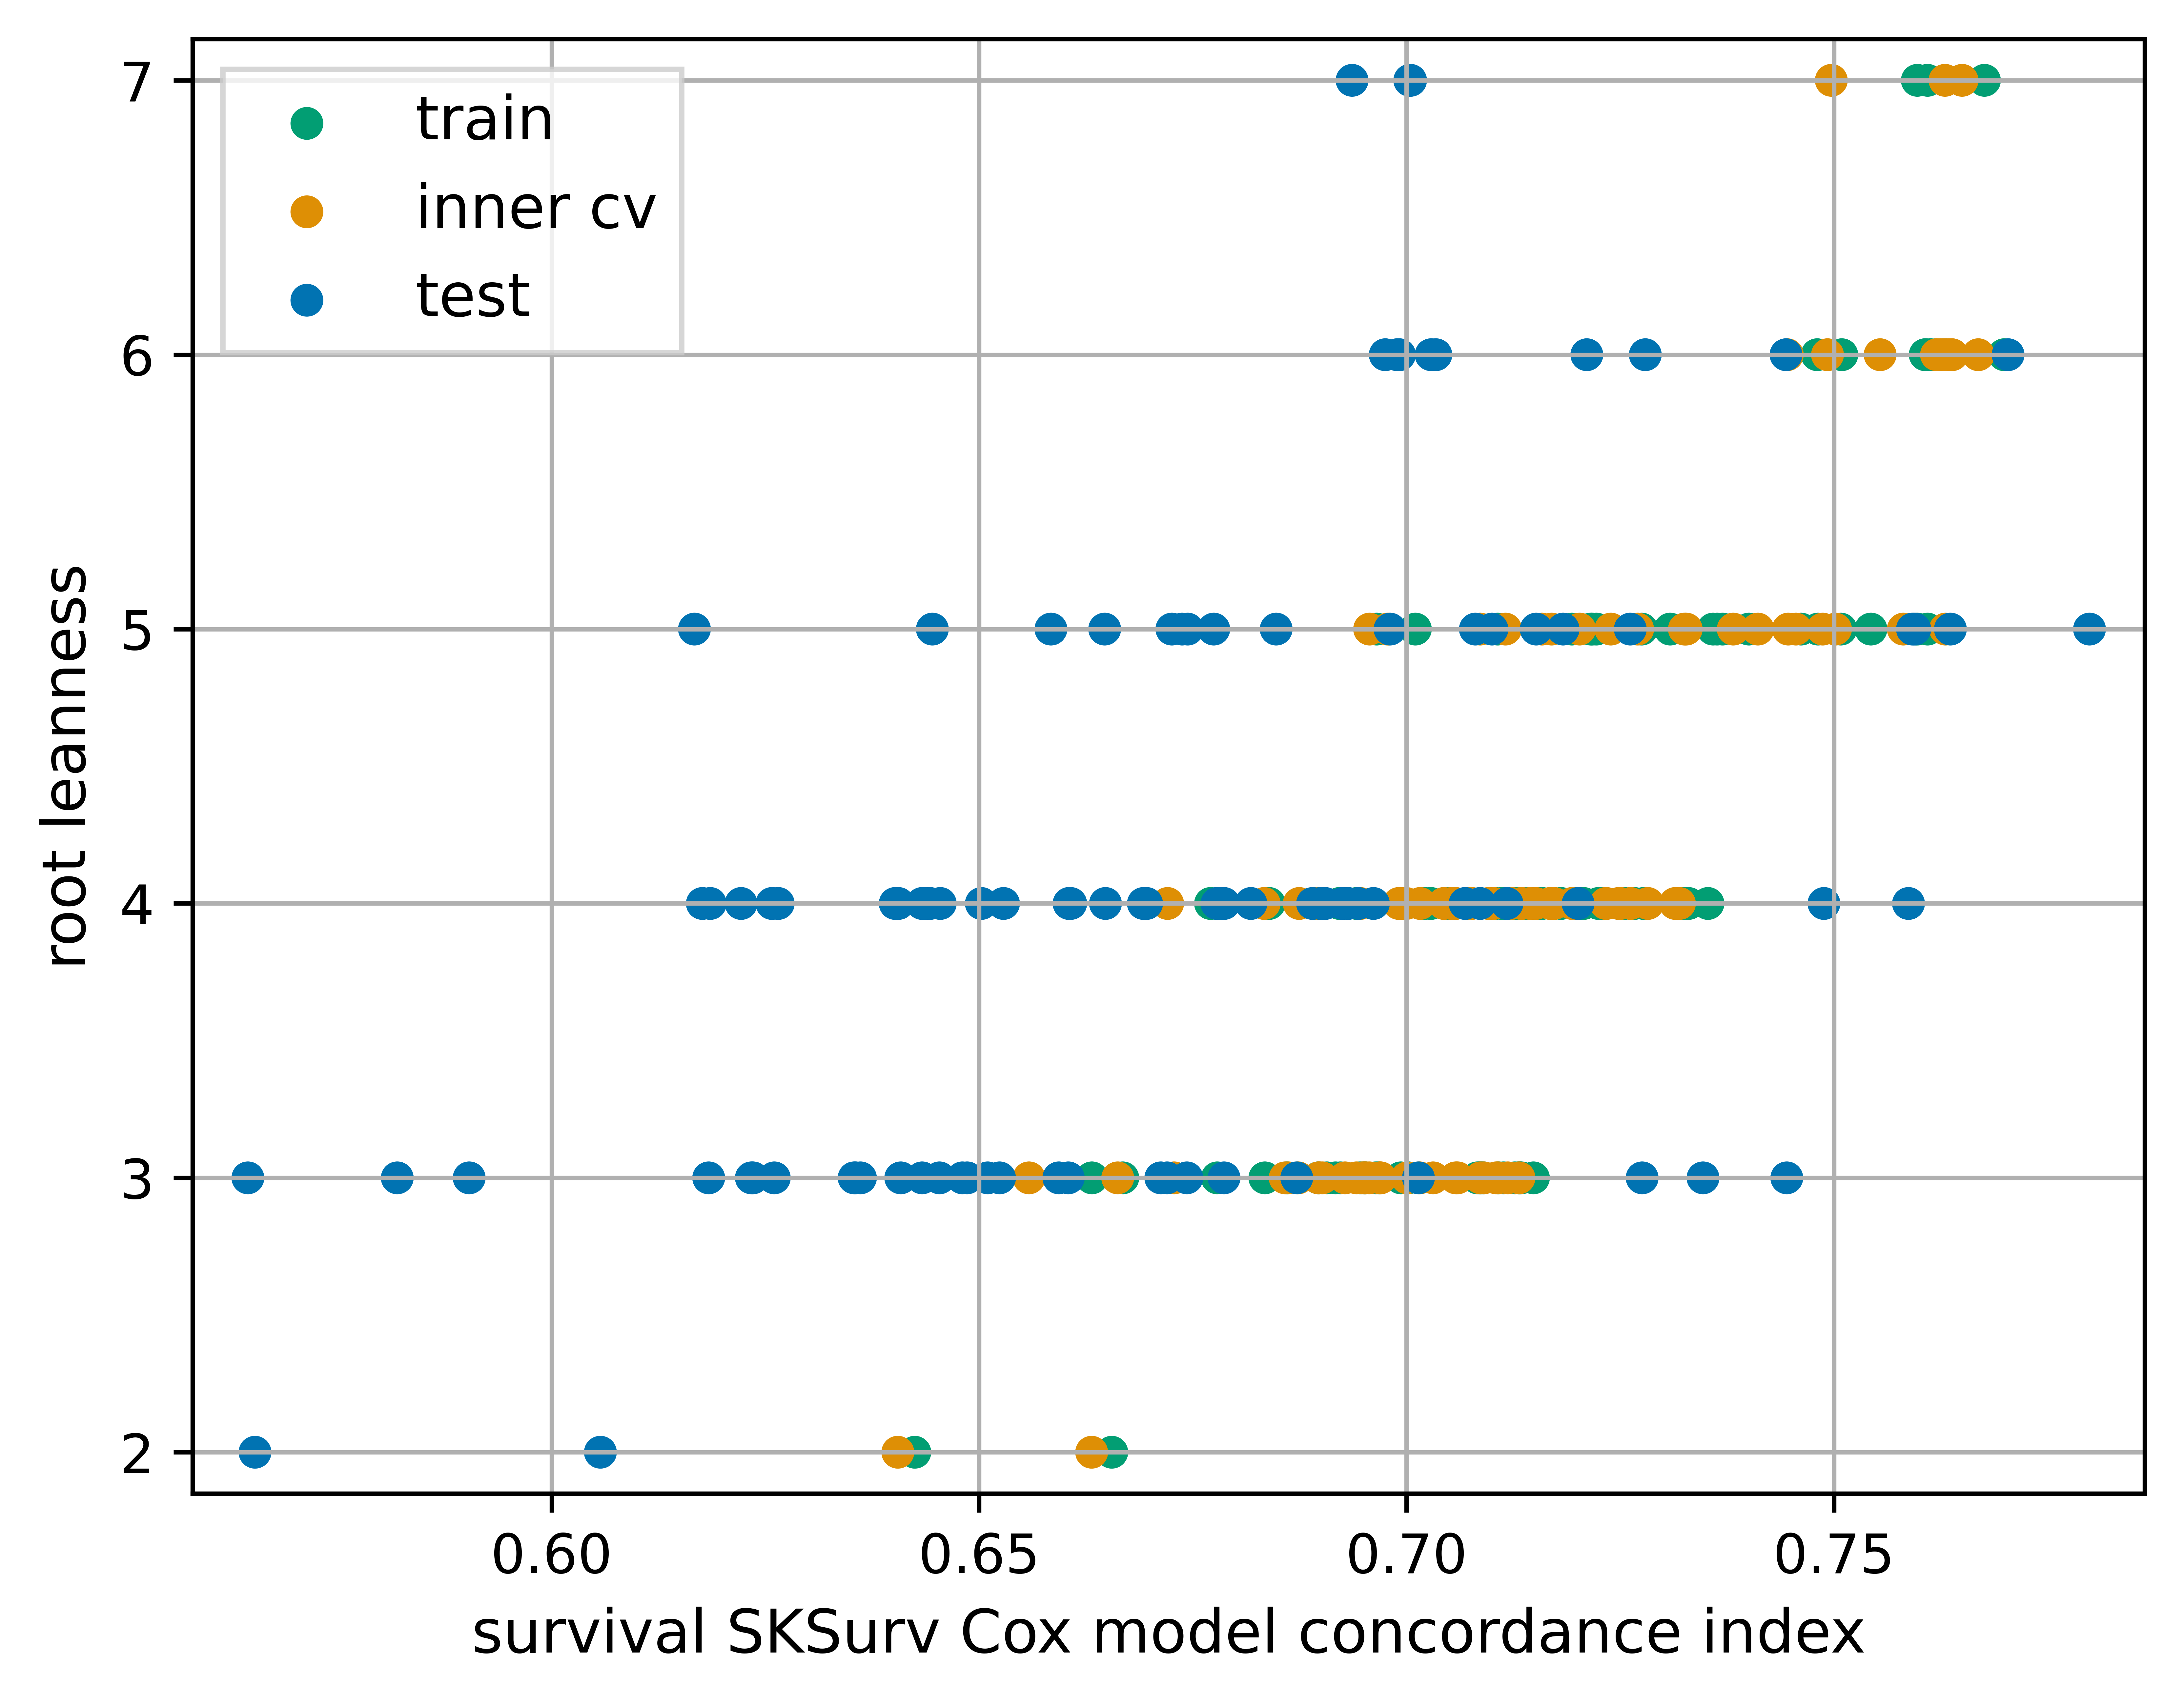 train
inner cv
test
7
6
5
4
3
2
root leanness
0.60 0.65 0.70 0.75
survival SKSurv Cox model concordance index